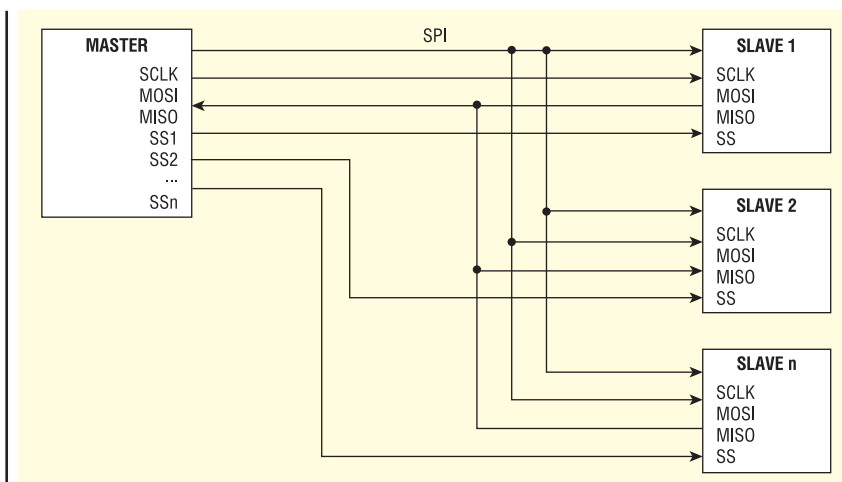 SPI
MASTER
SCLK
MOSI
MISO
SS1
SS2
...
SSn
SLAVE 1
SCLK
MOSI
MISO
SS
SLAVE 2
SCLK
MOSI
MISO
SS
SLAVE n
SCLK
MOSI
MISO
SS